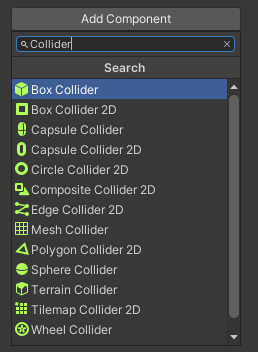 Add Component
Collider
Search
Box Collider
Box Collider 2D
Capsule Collider
Capsule Collider 2D
Circle Collider 2D
Composite Collider 2D
Edge Collider 2D
Mesh Collider
Polygon Collider 2D
Sphere Collider
Terrain Collider
Tilemap Collider 2D
Wheel Collider